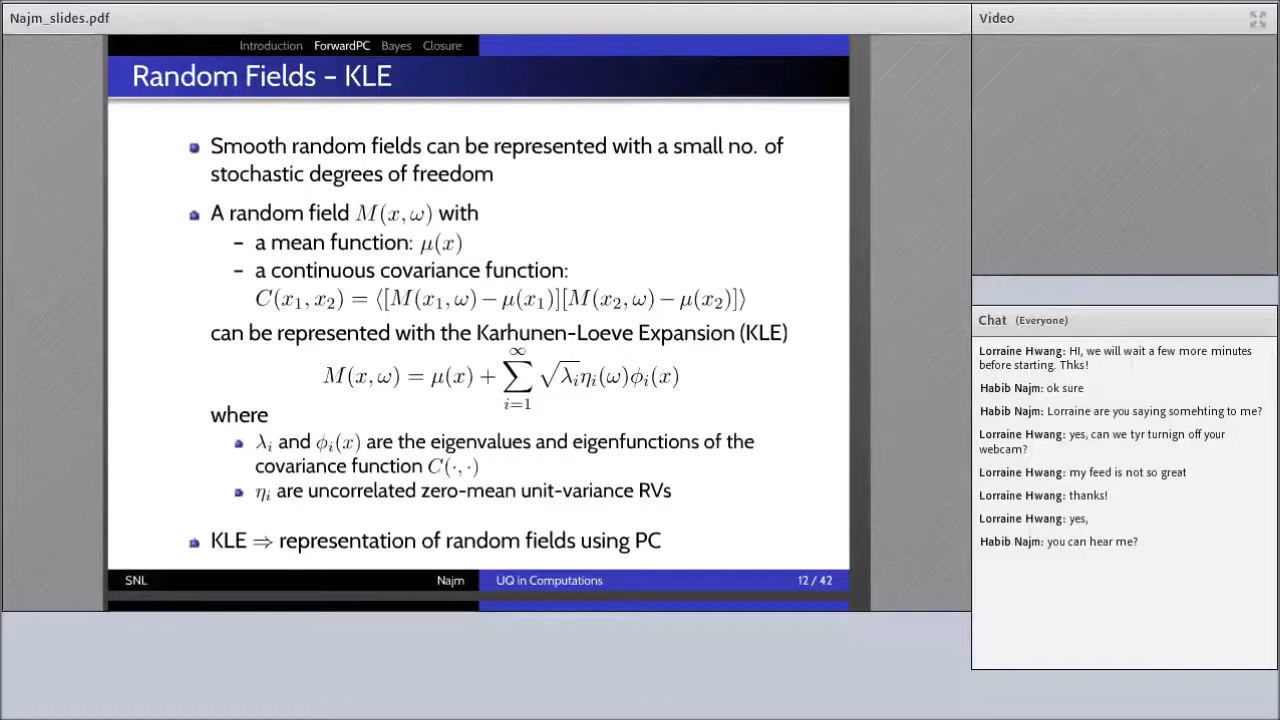 Najm_slides.pdf
Introduction ForwardPC Bayes Closure
Random Fields – KLE
Smooth random fields can be represented with a small no. of
stochastic degrees of freedom
A random field M(x, ω) with
– a mean function: μ(x)
– a continuous covariance function:
C(x₁, x₂) = ⟨[M(x₁, ω) − μ(x₁)][M(x₂, ω) − μ(x₂)]⟩
can be represented with the Karhunen-Loeve Expansion (KLE)
M(x, ω) = μ(x) + ∑_{i=1}^{∞} √λᵢ ηᵢ(ω)ϕᵢ(x)
where
λᵢ and ϕᵢ(x) are the eigenvalues and eigenfunctions of the
covariance function C(·, ·)
ηᵢ are uncorrelated zero-mean unit-variance RVs
KLE ⇒ representation of random fields using PC
SNL Najm UQ in Computations 12 / 42
Video
Chat (Everyone)
Lorraine Hwang: HI, we will wait a few more minutes
before starting. Thks!
Habib Najm: ok sure
Habib Najm: Lorraine are you saying somehting to me?
Lorraine Hwang: yes, can we tyr turnign off your
webcam?
Lorraine Hwang: my feed is not so great
Lorraine Hwang: thanks!
Lorraine Hwang: yes,
Habib Najm: you can hear me?